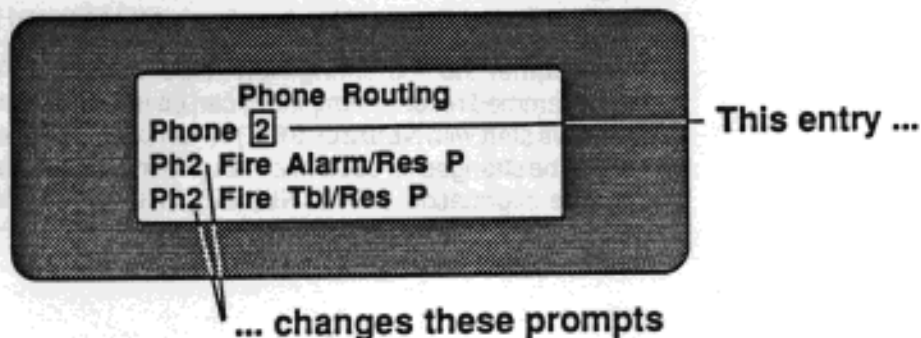 Phone Routing
Phone 2
This entry ...
Ph2 Fire Alarm/Res P
Ph2 Fire Tbl/Res P
... changes these prompts